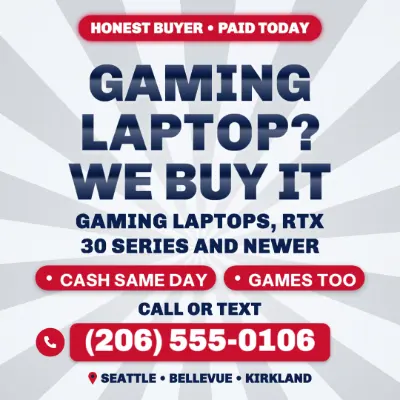 HONEST BUYER • PAID TODAY
GAMING
LAPTOP?
WE BUY IT
GAMING LAPTOPS, RTX
30 SERIES AND NEWER
• CASH SAME DAY
• GAMES TOO
CALL OR TEXT
(206) 555-0106
SEATTLE • BELLEVUE • KIRKLAND